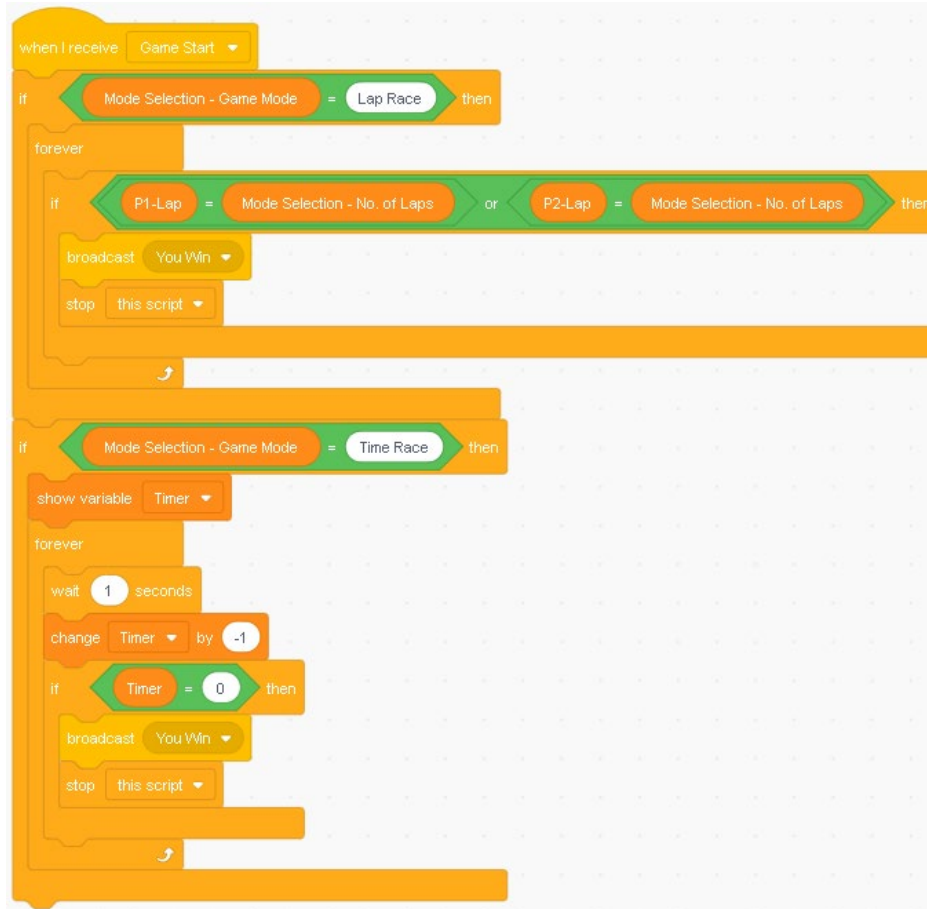 when I receive Game Start
if Mode Selection - Game Mode = Lap Race then
forever
if P1-Lap = Mode Selection - No. of Laps or P2-Lap = Mode Selection - No. of Laps then
broadcast You Win
stop this script
if Mode Selection - Game Mode = Time Race then
show variable Timer
forever
wait 1 seconds
change Timer by -1
if Timer = 0 then
broadcast You Win
stop this script